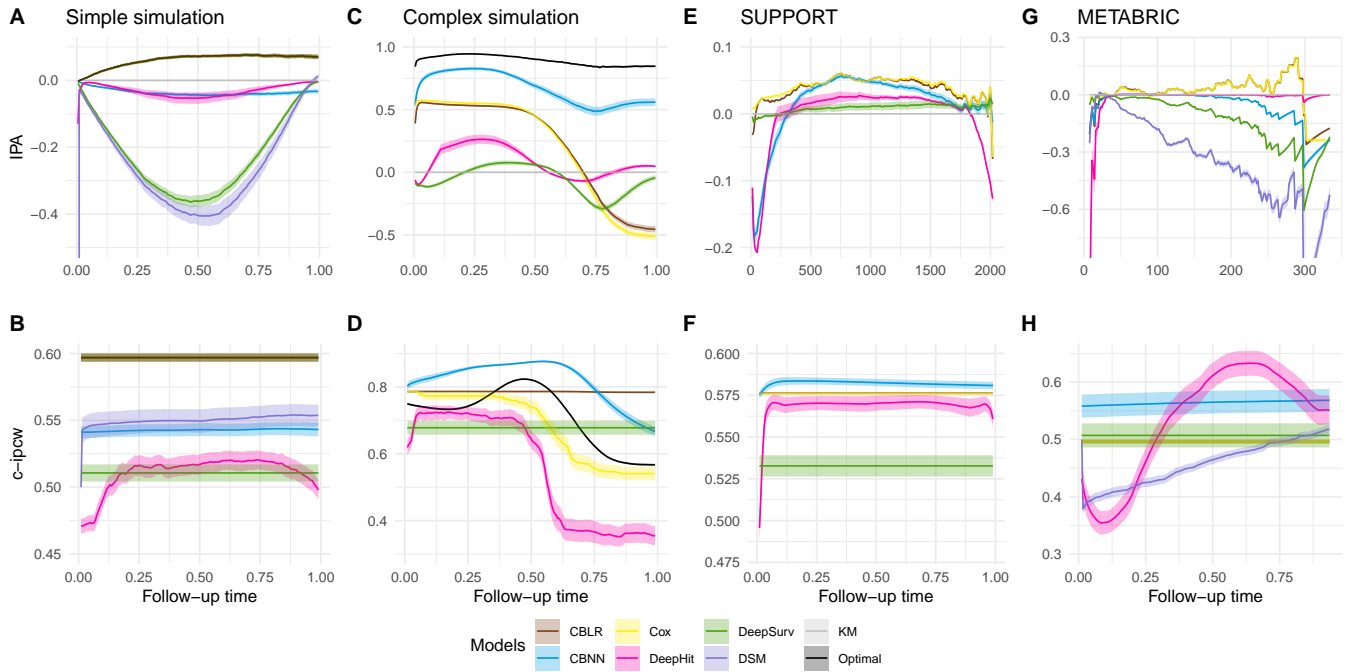 A Simple simulation
C Complex simulation
E SUPPORT
G METABRIC
IPA
0.0
−0.2
−0.4
0.00 0.25 0.50 0.75 1.00
1.0
0.5
0.0
−0.5
0.00 0.25 0.50 0.75 1.00
0.1
0.0
−0.1
−0.2
0 500 1000 1500 2000
0.3
0.0
−0.3
−0.6
0 100 200 300
B
D
F
H
c−ipcw
0.60
0.55
0.50
0.45
0.00 0.25 0.50 0.75 1.00
Follow−up time
0.8
0.6
0.4
0.00 0.25 0.50 0.75 1.00
Follow−up time
0.600
0.575
0.550
0.525
0.500
0.475
0.00 0.25 0.50 0.75 1.00
Follow−up time
0.6
0.5
0.4
0.3
0.00 0.25 0.50 0.75
Follow−up time
Models
CBLR Cox DeepSurv KM
CBNN DeepHit DSM Optimal